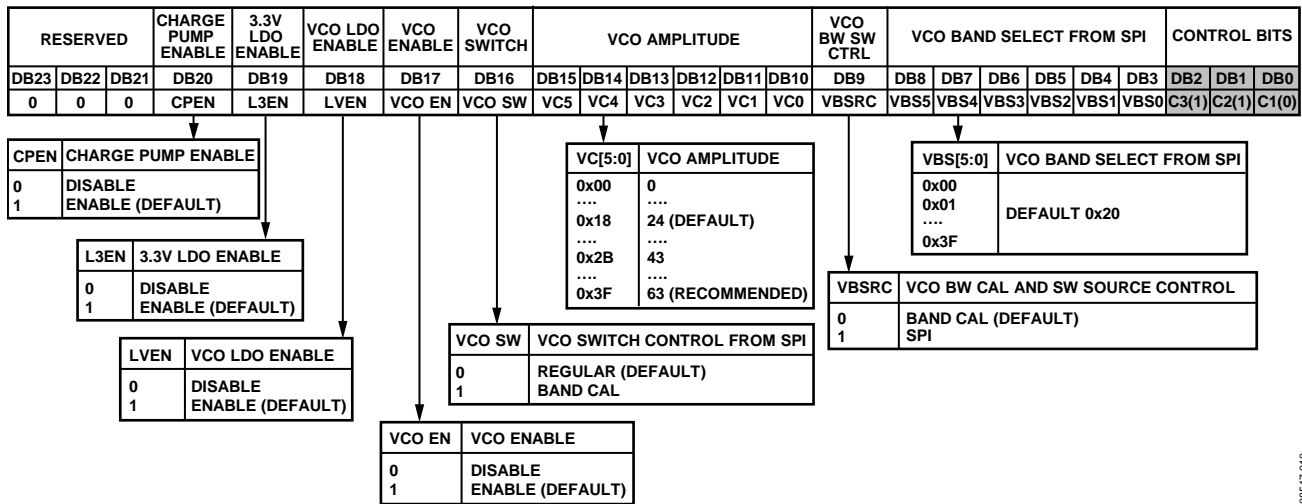 RESERVED CHARGE PUMP ENABLE 3.3V LDO ENABLE VCO LDO ENABLE VCO ENABLE VCO SWITCH VCO AMPLITUDE VCO BW SW CTRL VCO BAND SELECT FROM SPI CONTROL BITS
DB23 DB22 DB21 DB20 DB19 DB18 DB17 DB16 DB15 DB14 DB13 DB12 DB11 DB10 DB9 DB8 DB7 DB6 DB5 DB4 DB3 DB2 DB1 DB0
0 0 0 CPEN L3EN LVEN VCO EN VCO SW VC5 VC4 VC3 VC2 VC1 VC0 VBSRC VBS5 VBS4 VBS3 VBS2 VBS1 VBS0 C3(1) C2(1) C1(0)
CPEN CHARGE PUMP ENABLE
0 DISABLE
1 ENABLE (DEFAULT)
L3EN 3.3V LDO ENABLE
0 DISABLE
1 ENABLE (DEFAULT)
LVEN VCO LDO ENABLE
0 DISABLE
1 ENABLE (DEFAULT)
VCO EN VCO ENABLE
0 DISABLE
1 ENABLE (DEFAULT)
VCO SW VCO SWITCH CONTROL FROM SPI
0 REGULAR (DEFAULT)
1 BAND CAL
VC[5:0] VCO AMPLITUDE
0x00 0
.... ....
0x18 24 (DEFAULT)
.... ....
0x2B 43
.... ....
0x3F 63 (RECOMMENDED)
VBSRC VCO BW CAL AND SW SOURCE CONTROL
0 BAND CAL (DEFAULT)
1 SPI
VBS[5:0] VCO BAND SELECT FROM SPI
0x00
0x01
....
0x3F
DEFAULT 0x20